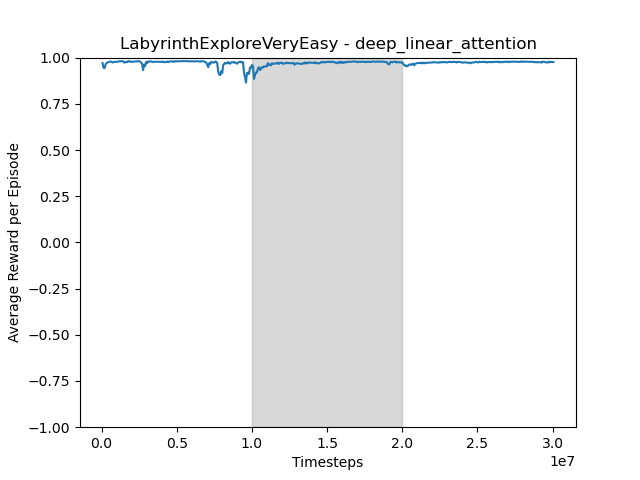 LabyrinthExploreVeryEasy - deep_linear_attention
1.00
0.75
0.50
0.25
0.00
−0.25
−0.50
−0.75
−1.00
Average Reward per Episode
0.0 0.5 1.0 1.5 2.0 2.5 3.0
1e7
Timesteps